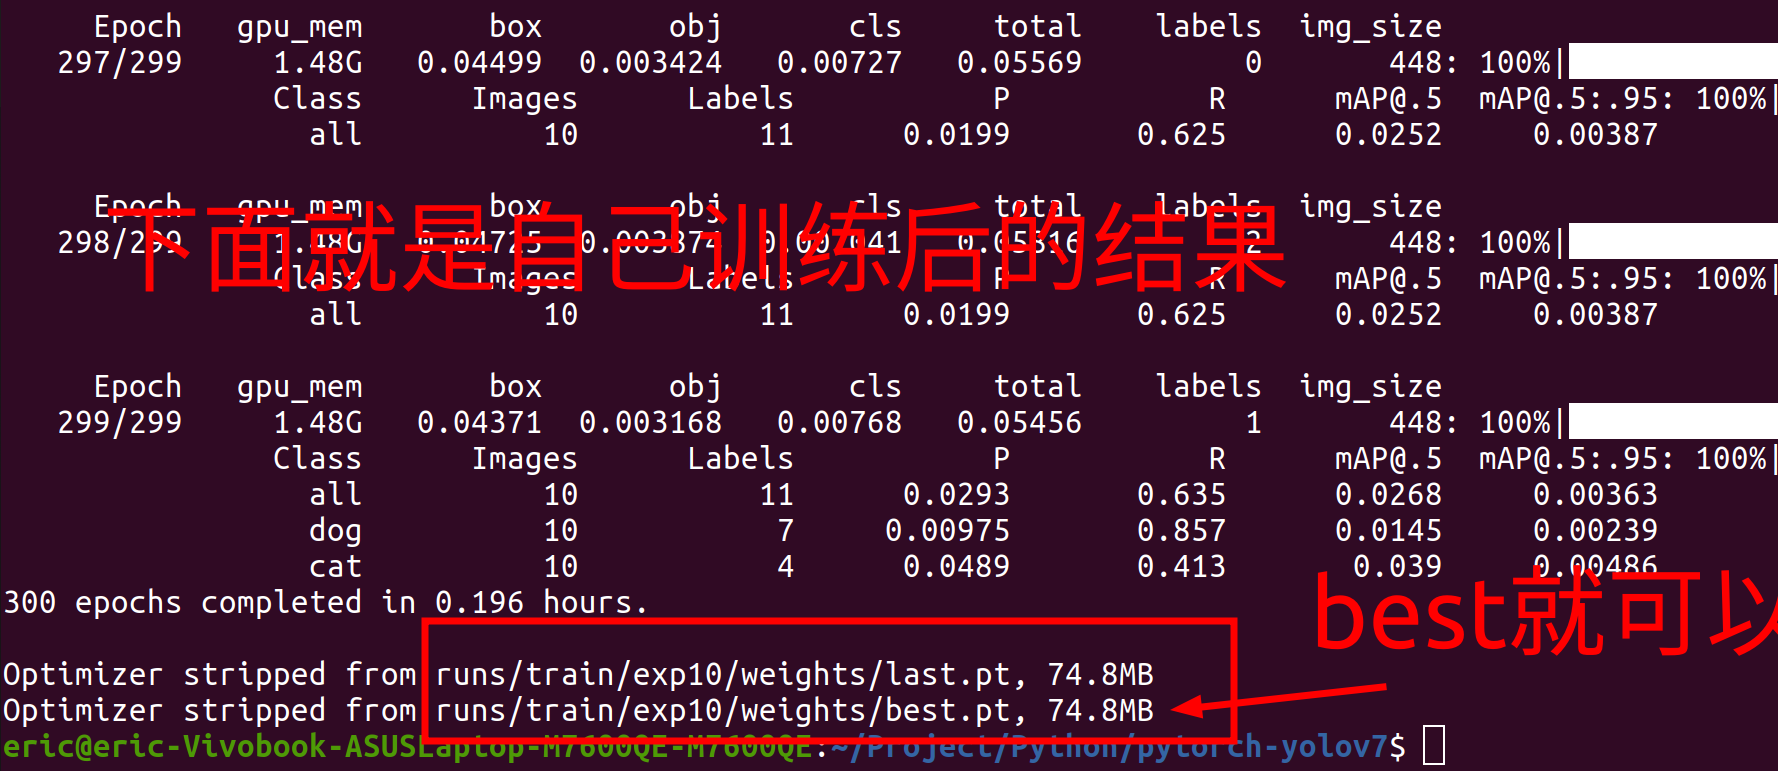 Epoch gpu_mem box obj cls total labels img_size
297/299 1.48G 0.04499 0.003424 0.00727 0.05569 0 448: 100%|
Class Images Labels P R mAP@.5 mAP@.5:.95: 100%|
all 10 11 0.0199 0.625 0.0252 0.00387
Epoch gpu_mem box obj cls total labels img_size
下面就是自己训练后的结果
298/299 1.48G 0.04725 0.003874 0.05816 2 448: 100%|
Class Images Labels P R mAP@.5 mAP@.5:.95: 100%|
all 10 11 0.0199 0.625 0.0252 0.00387
Epoch gpu_mem box obj cls total labels img_size
299/299 1.48G 0.04371 0.003168 0.00768 0.05456 1 448: 100%|
Class Images Labels P R mAP@.5 mAP@.5:.95: 100%|
all 10 11 0.0293 0.635 0.0268 0.00363
dog 10 7 0.00975 0.857 0.0145 0.00239
cat 10 4 0.0489 0.413 0.039 0.00486
300 epochs completed in 0.196 hours.
best就可以
Optimizer stripped from runs/train/exp10/weights/last.pt, 74.8MB
Optimizer stripped from runs/train/exp10/weights/best.pt, 74.8MB
eric@eric-Vivobook-ASUSLaptop-M7600QE-M7600QE:~/Project/Python/pytorch-yolov7$